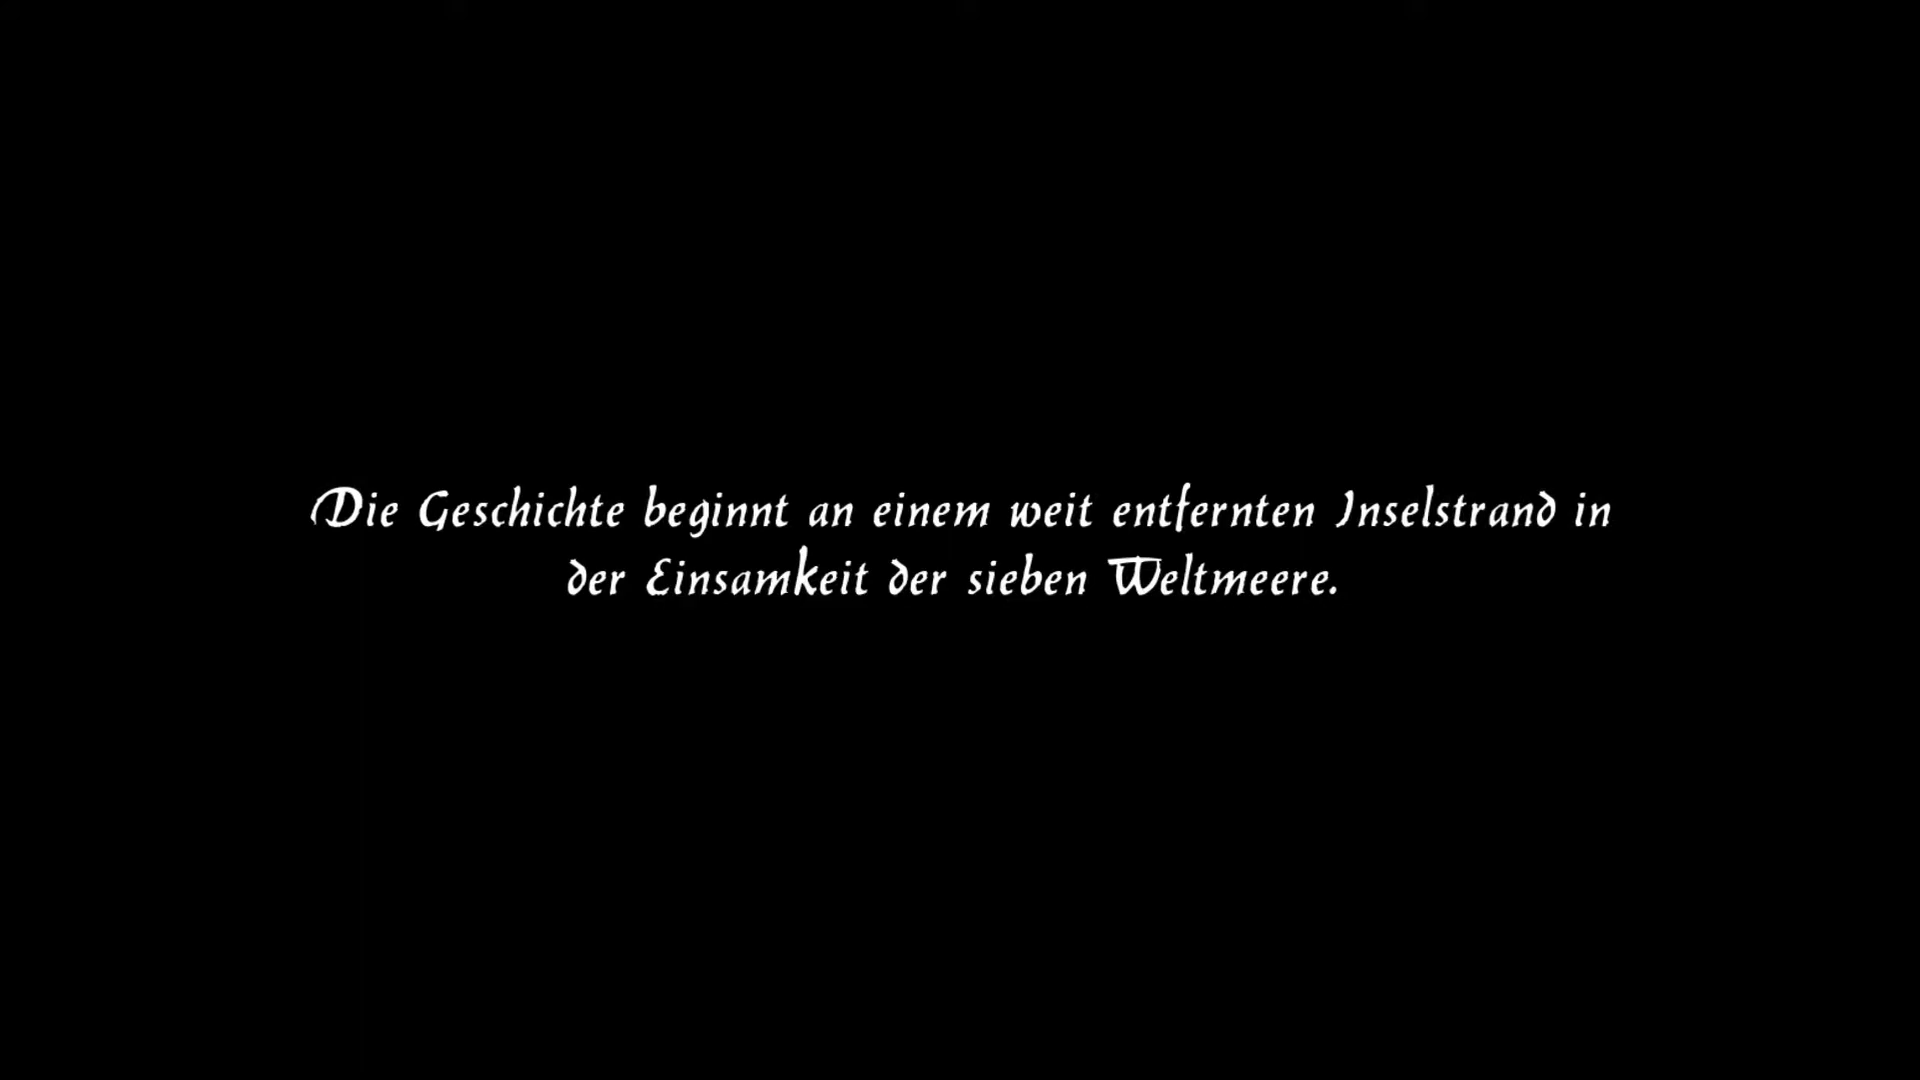 Die Geschichte beginnt an einem weit entfernten Inselstrand in
der Einsamkeit der sieben Weltmeere.